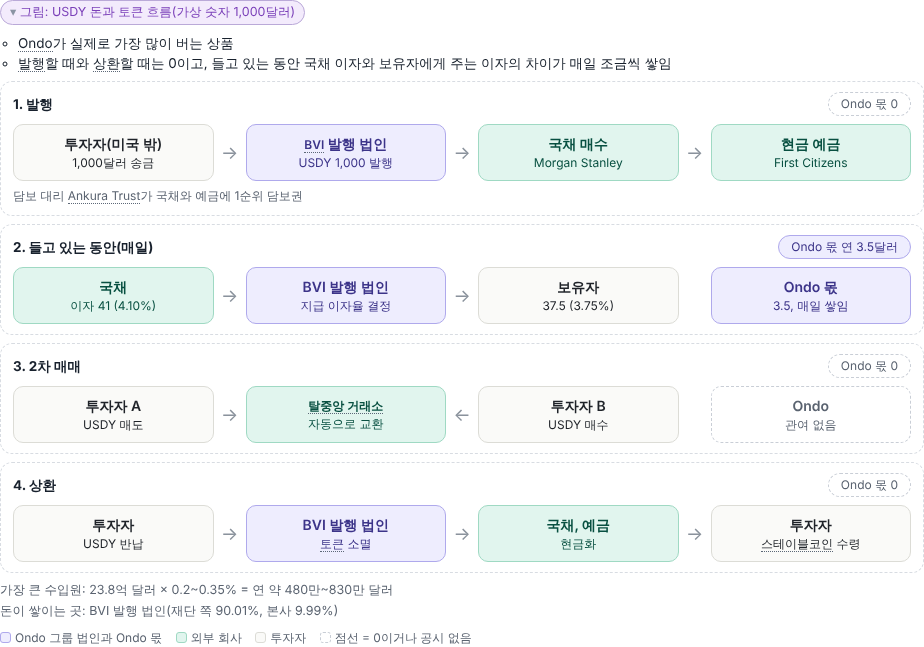 ▾ 그림: USDY 돈과 토큰 흐름(가상 숫자 1,000달러)
Ondo가 실제로 가장 많이 버는 상품
발행할 때와 상환할 때는 0이고, 들고 있는 동안 국채 이자와 보유자에게 주는 이자의 차이가 매일 조금씩 쌓임
1. 발행
Ondo 몫 0
투자자(미국 밖)
1,000달러 송금
→
BVI 발행 법인
USDY 1,000 발행
→
국채 매수
Morgan Stanley
→
현금 예금
First Citizens
담보 대리 Ankura Trust가 국채와 예금에 1순위 담보권
2. 들고 있는 동안(매일)
Ondo 몫 연 3.5달러
국채
이자 41 (4.10%)
→
BVI 발행 법인
지급 이자율 결정
→
보유자
37.5 (3.75%)
Ondo 몫
3.5, 매일 쌓임
3. 2차 매매
Ondo 몫 0
투자자 A
USDY 매도
→
탈중앙 거래소
자동으로 교환
←
투자자 B
USDY 매수
Ondo
관여 없음
4. 상환
Ondo 몫 0
투자자
USDY 반납
→
BVI 발행 법인
토큰 소멸
→
국채, 예금
현금화
→
투자자
스테이블코인 수령
가장 큰 수입원: 23.8억 달러 × 0.2~0.35% = 연 약 480만~830만 달러
돈이 쌓이는 곳: BVI 발행 법인(재단 쪽 90.01%, 본사 9.99%)
Ondo 그룹 법인과 Ondo 몫
외부 회사
투자자
점선 = 0이거나 공시 없음